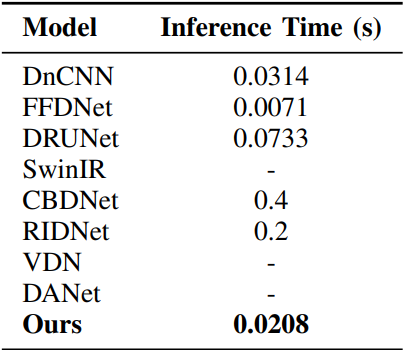 Model Inference Time (s)
DnCNN 0.0314
FFDNet 0.0071
DRUNet 0.0733
SwinIR -
CBDNet 0.4
RIDNet 0.2
VDN -
DANet -
Ours 0.0208